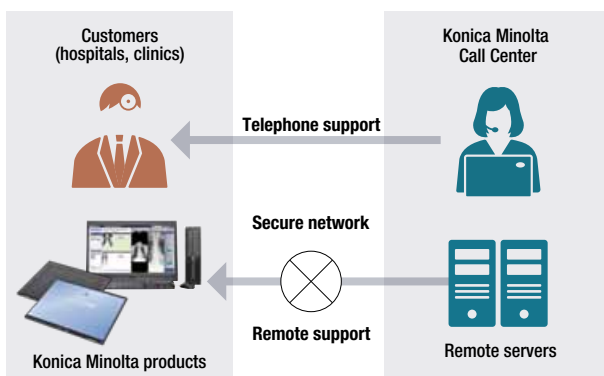 Customers
(hospitals, clinics)
Konica Minolta
Call Center
Telephone support
Secure network
Remote support
Konica Minolta products
Remote servers